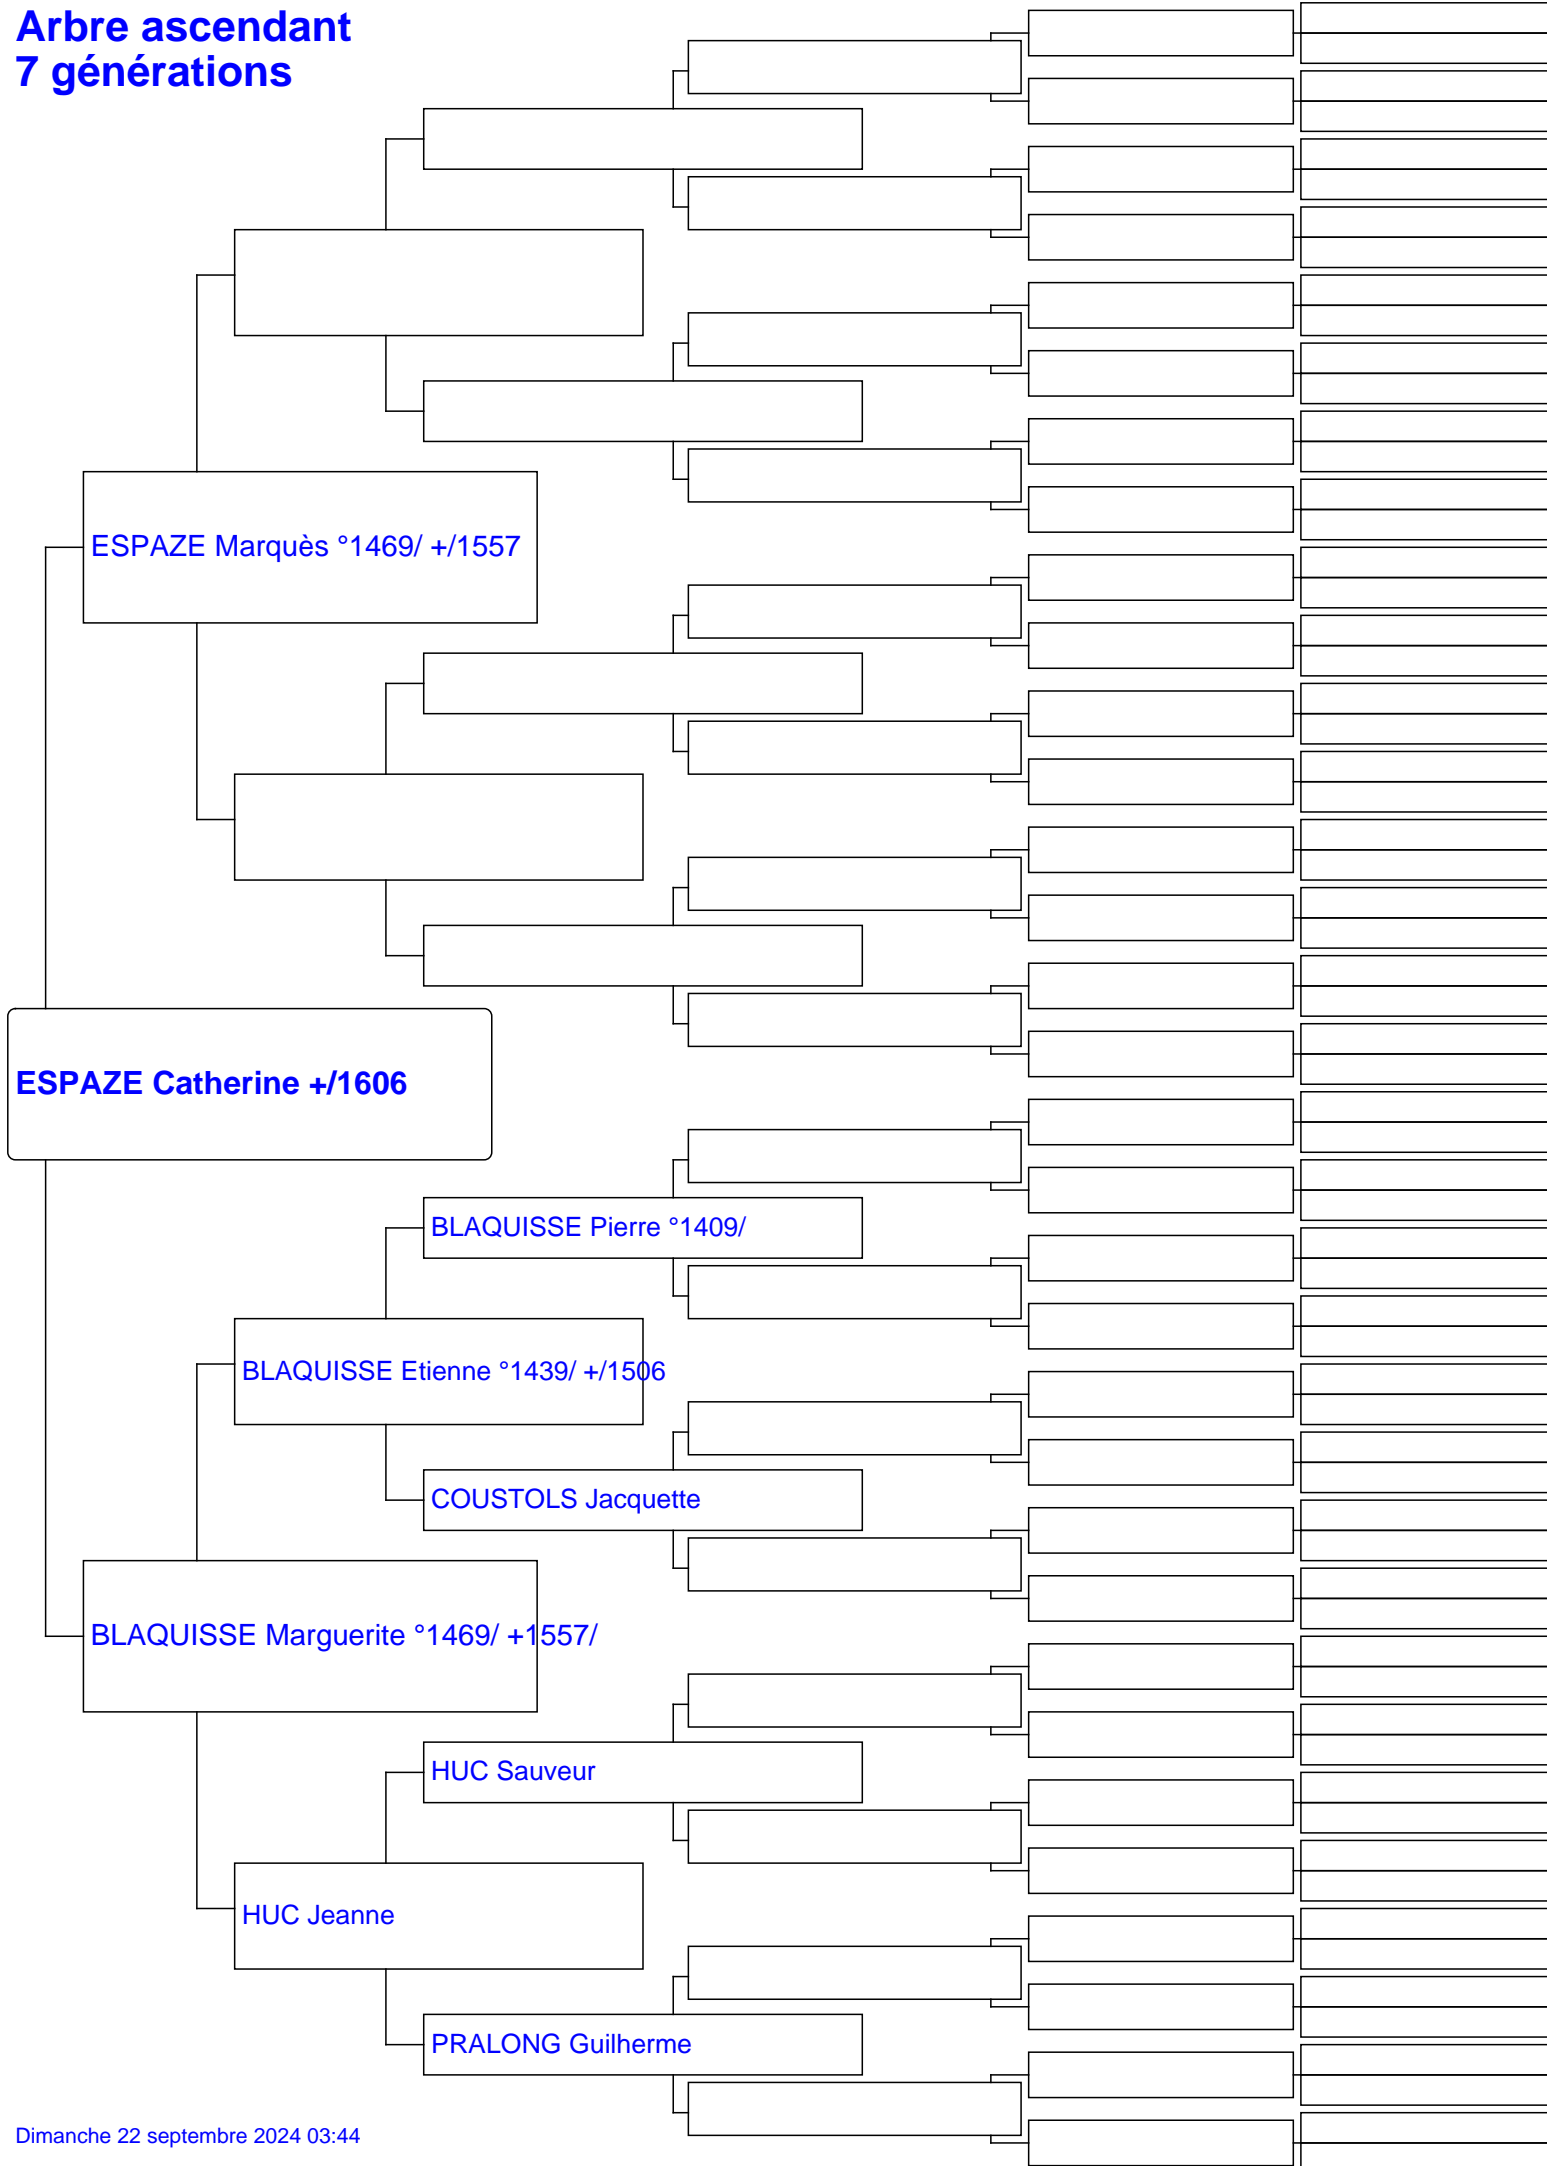 Arbre ascendant
7 générations
ESPAZE Marquès °1469/ +/1557
ESPAZE Catherine +/1606
BLAQUISSE Pierre °1409/
BLAQUISSE Etienne °1439/ +/1506
COUSTOLS Jacquette
BLAQUISSE Marguerite °1469/ +1557/
HUC Sauveur
HUC Jeanne
PRALONG Guilherme
Dimanche 22 septembre 2024 03:44